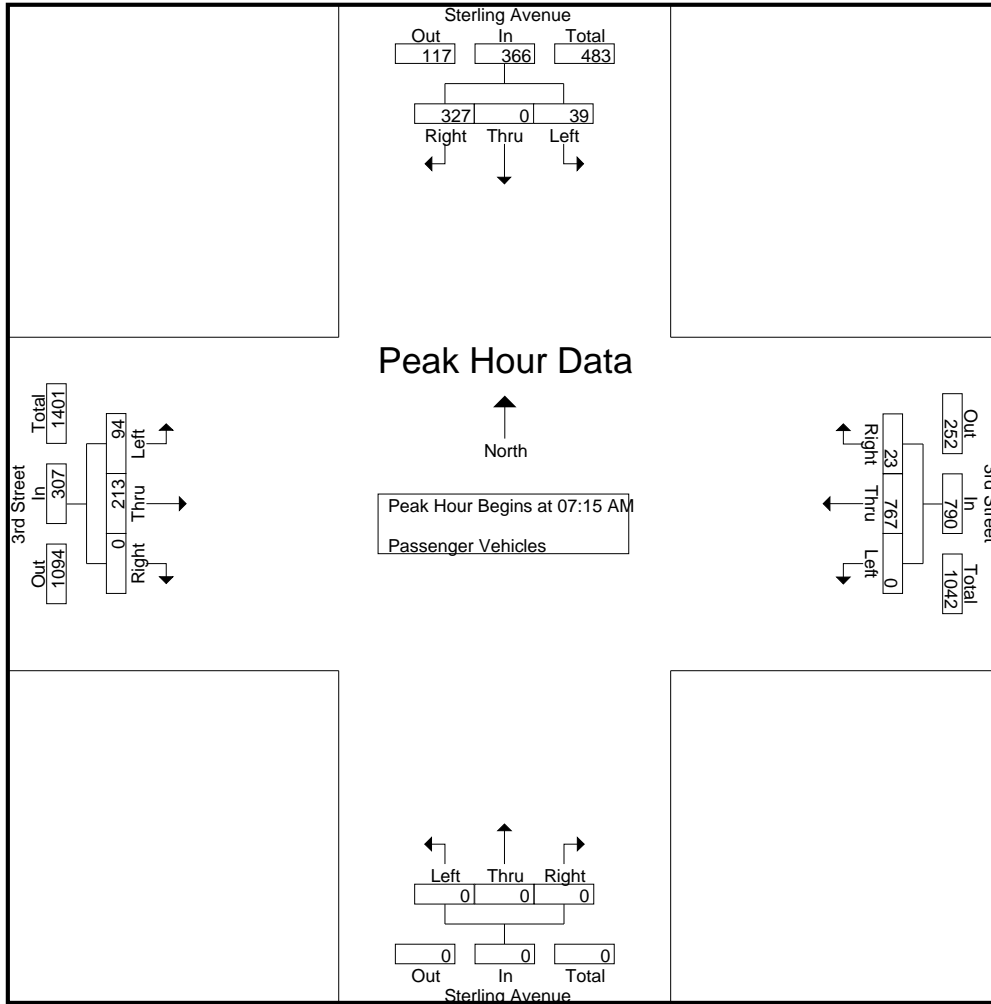 Sterling Avenue
Out In Total
117 366 483
327 0 39
Right Thru Left
Peak Hour Data
North
Peak Hour Begins at 07:15 AM
Passenger Vehicles
3rd Street
Total In Out
1401 307 1094
94 213 0
Left Thru Right
Right Thru Left
23 767 0
Out In Total
252 790 1042
3rd Street
Left Thru Right
0 0 0
0 0 0
Out In Total
Sterling Avenue